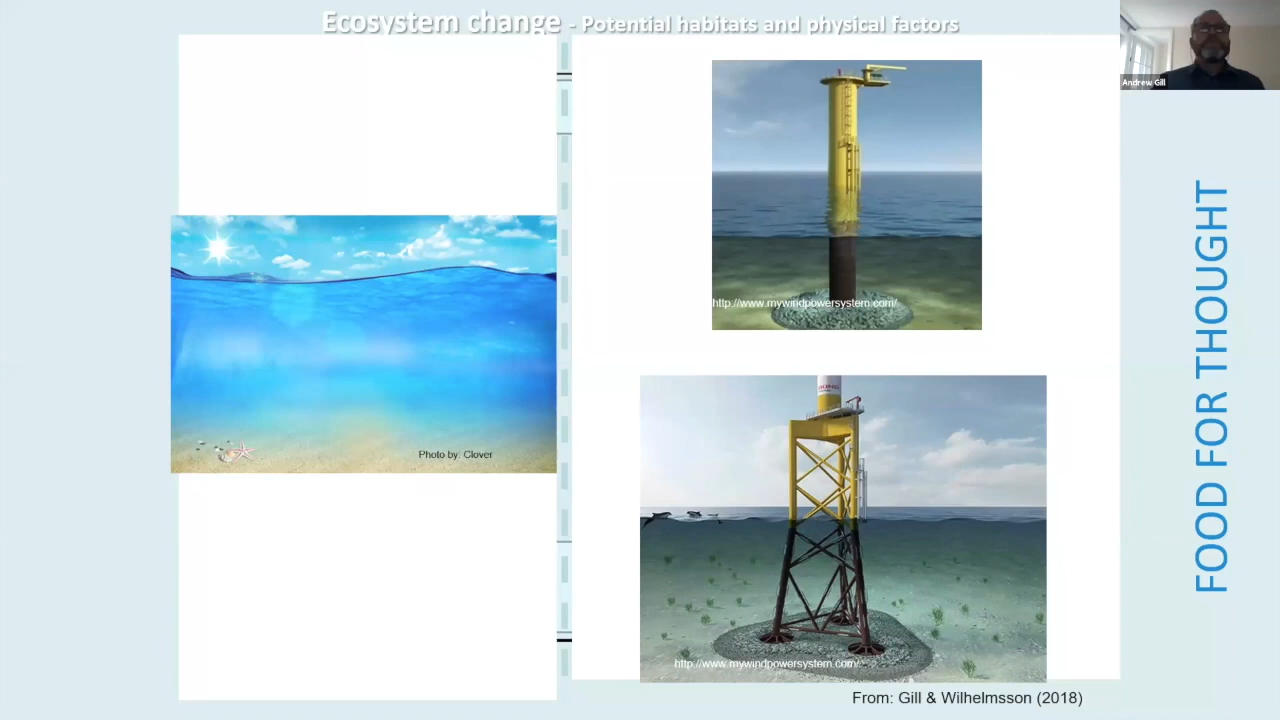 Ecosystem change - Potential habitats and physical factors
Andrew Gill
http://www.mywindpowersystem.com/
Photo by: Clover
http://www.mywindpowersystem.com/
From: Gill & Wilhelmsson (2018)
FOOD FOR THOUGHT